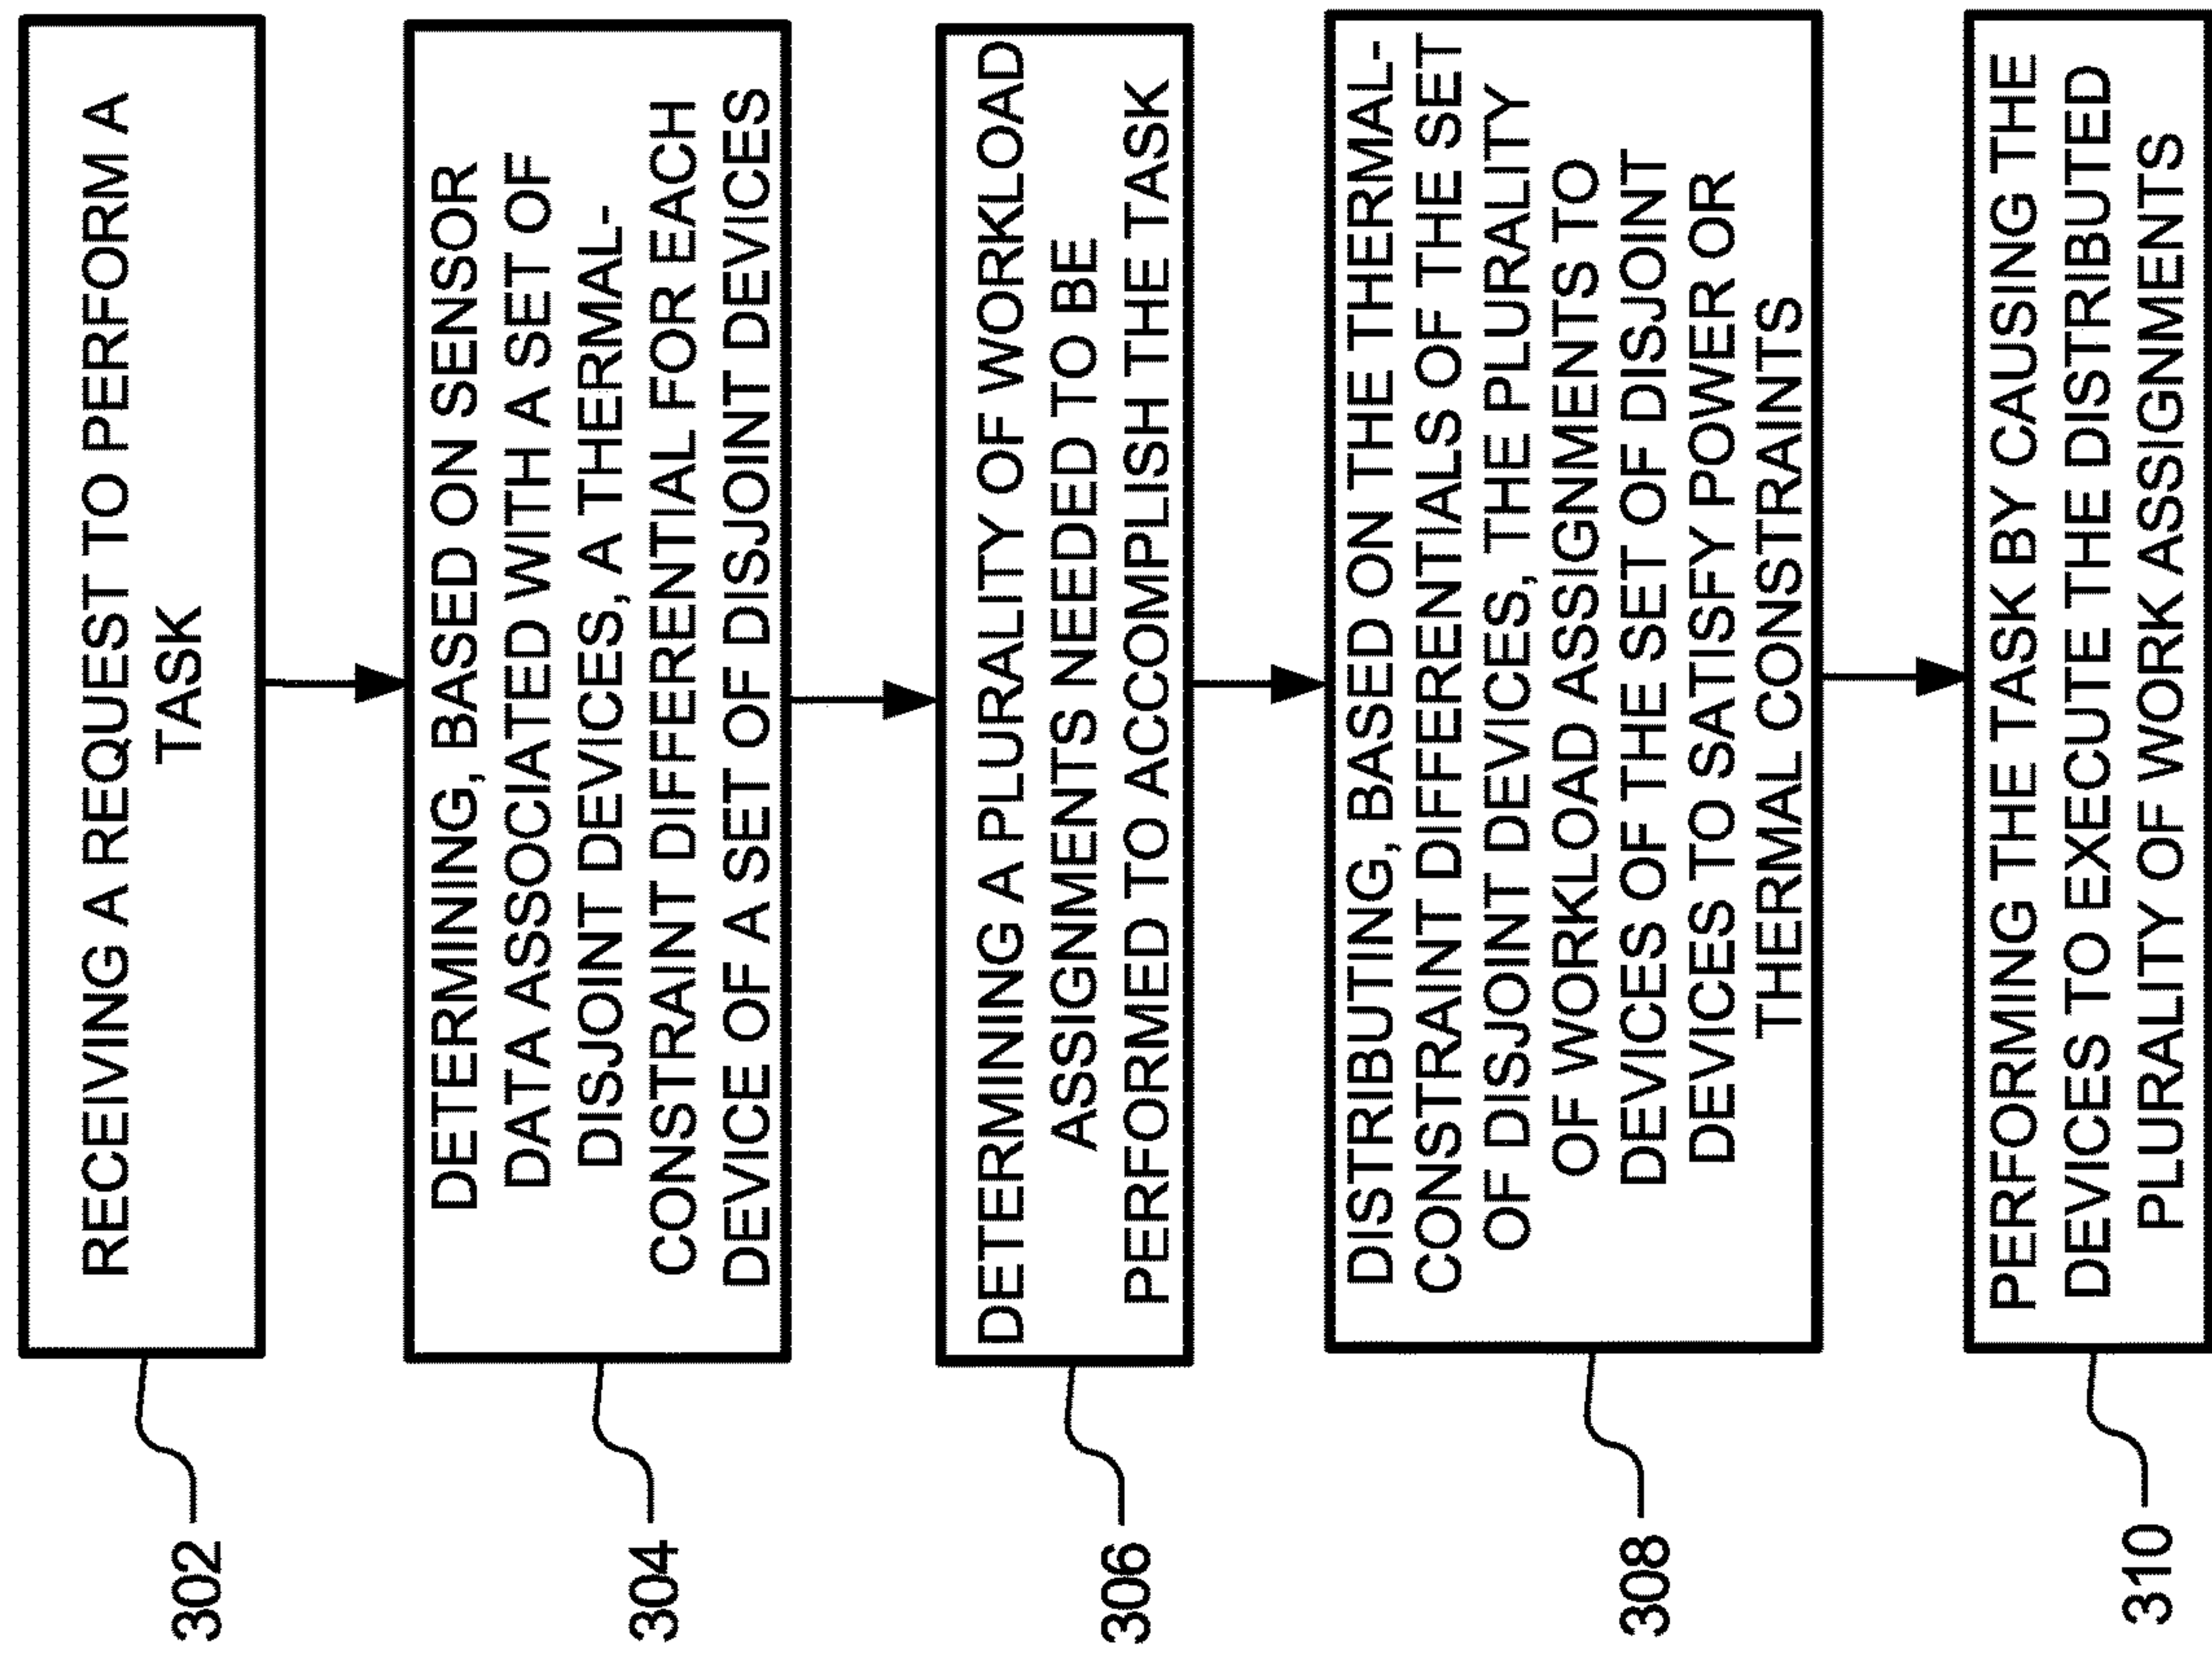 302
RECEIVING A REQUEST TO PERFORM A
TASK
304
DETERMINING, BASED ON SENSOR
DATA ASSOCIATED WITH A SET OF
DISJOINT DEVICES, A THERMAL-
CONSTRAINT DIFFERENTIAL FOR EACH
DEVICE OF A SET OF DISJOINT DEVICES
306
DETERMINING A PLURALITY OF WORKLOAD
ASSIGNMENTS NEEDED TO BE
PERFORMED TO ACCOMPLISH THE TASK
308
DISTRIBUTING, BASED ON THE THERMAL-
CONSTRAINT DIFFERENTIALS OF THE SET
OF DISJOINT DEVICES, THE PLURALITY
OF WORKLOAD ASSIGNMENTS TO
DEVICES OF THE SET OF DISJOINT
DEVICES TO SATISFY POWER OR
THERMAL CONSTRAINTS
310
PERFORMING THE TASK BY CAUSING THE
DEVICES TO EXECUTE THE DISTRIBUTED
PLURALITY OF WORK ASSIGNMENTS